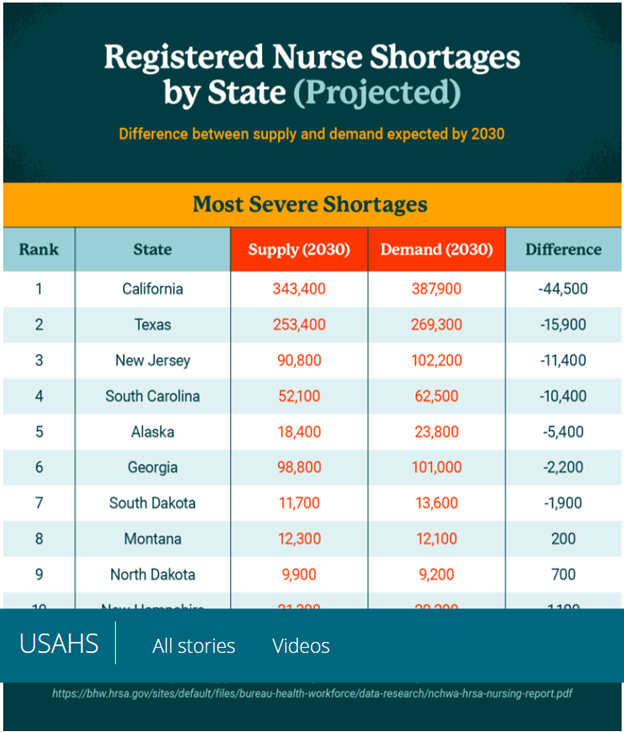 Registered Nurse Shortages
by State (Projected)
Difference between supply and demand expected by 2030
Most Severe Shortages
Rank State Supply (2030) Demand (2030) Difference
1 California 343,400 387,900 -44,500
2 Texas 253,400 269,300 -15,900
3 New Jersey 90,800 102,200 -11,400
4 South Carolina 52,100 62,500 -10,400
5 Alaska 18,400 23,800 -5,400
6 Georgia 98,800 101,000 -2,200
7 South Dakota 11,700 13,600 -1,900
8 Montana 12,300 12,100 200
9 North Dakota 9,900 9,200 700
10 New Hampshire
USAHS All stories Videos
https://bhw.hrsa.gov/sites/default/files/bureau-health-workforce/data-research/nchwa-hrsa-nursing-report.pdf